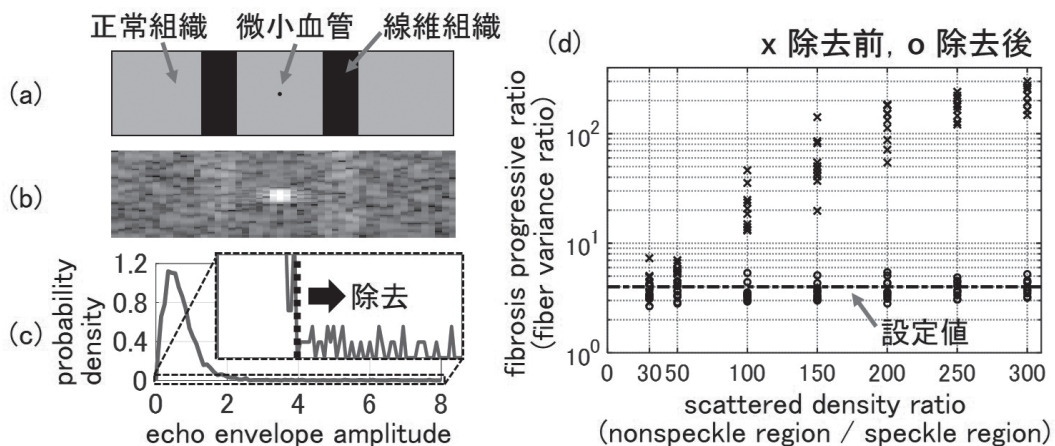 正常組織 微小血管 線維組織
(a)
(b)
(c)
probability
density
1.2
0.8
0.4
0
除去
0 2 4 6 8
echo envelope amplitude
(d)
x 除去前, o 除去後
fibrosis progressive ratio
(fiber variance ratio)
10²
10¹
10⁰
設定値
0 30 50 100 150 200 250 300
scattered density ratio
(nonspeckle region / speckle region)